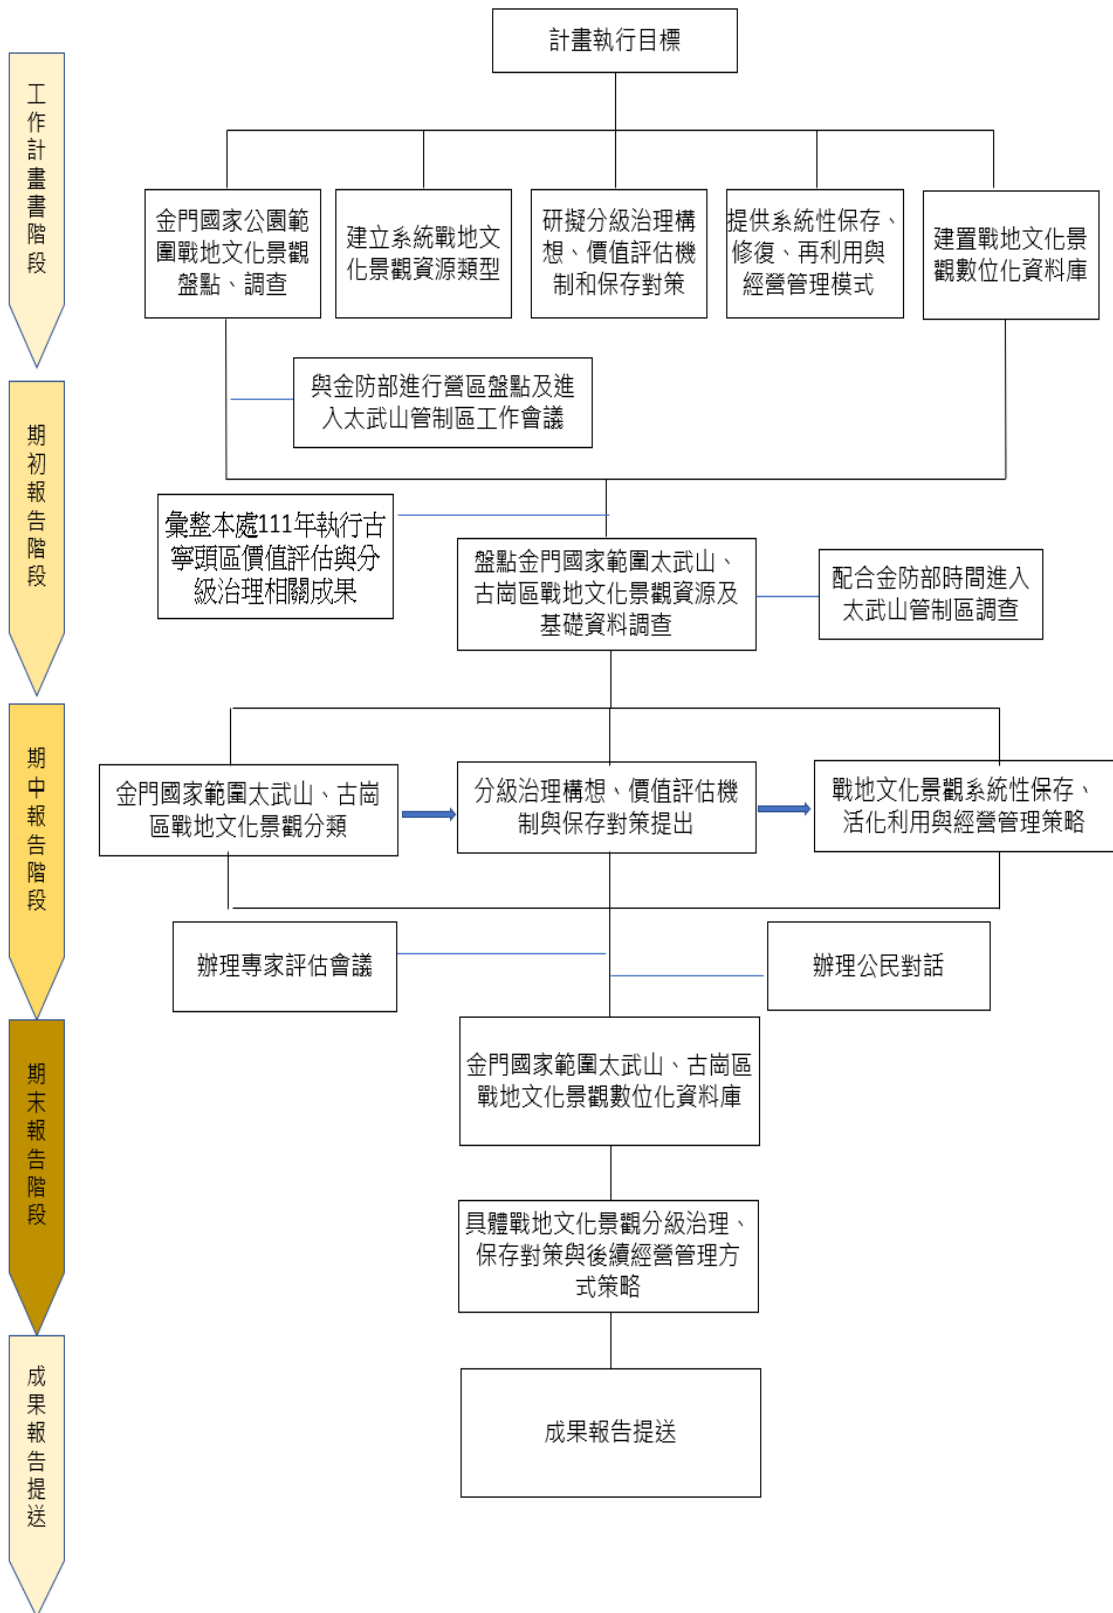 計畫執行目標
工作計畫書階段
金門國家公園範
圍戰地文化景觀
盤點、調查
建立系統戰地文
化景觀資源類型
研擬分級治理構
想、價值評估機
制和保存對策
提供系統性保存、
修復、再利用與
經營管理模式
建置戰地文化景
觀數位化資料庫
期初報告階段
與金防部進行營區盤點及進
入太武山管制區工作會議
彙整本處111年執行古
寧頭區價值評估與分
級治理相關成果
盤點金門國家範圍太武山、
古崗區戰地文化景觀資源及
基礎資料調查
配合金防部時間進入
太武山管制區調查
期中報告階段
金門國家範圍太武山、古崗
區戰地文化景觀分類
分級治理構想、價值評估機
制與保存對策提出
戰地文化景觀系統性保存、
活化利用與經營管理策略
辦理專家評估會議
辦理公民對話
期末報告階段
金門國家範圍太武山、古崗區
戰地文化景觀數位化資料庫
具體戰地文化景觀分級治理、
保存對策與後續經營管理方
式策略
成果報告提送
成果報告提送